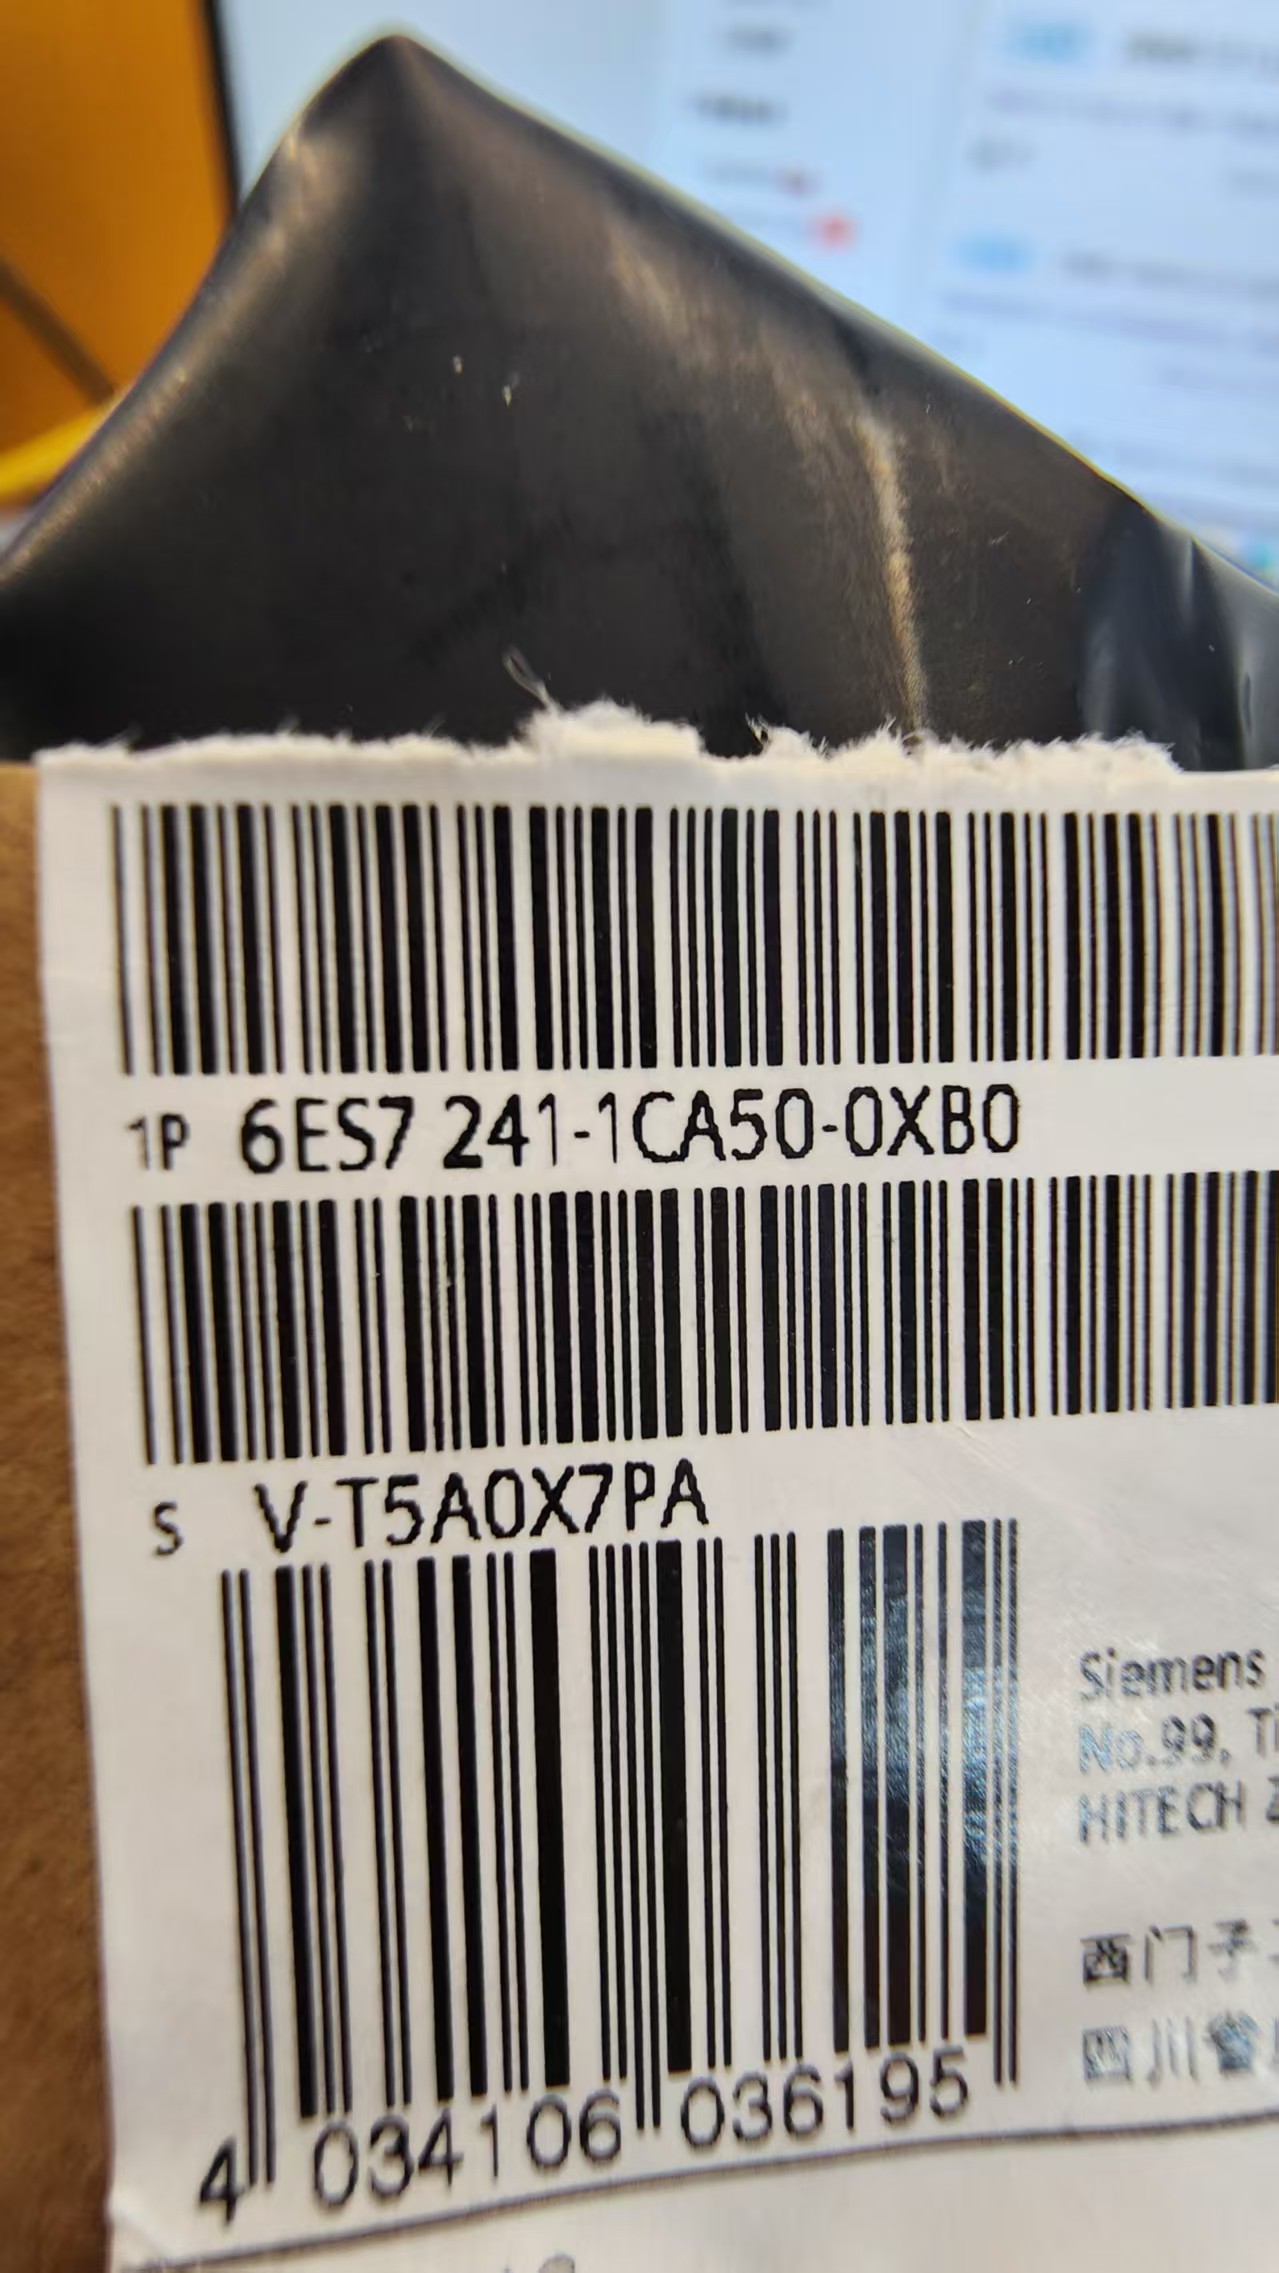 1P 6ES7 241-1CA50-0XB0
S V-T5A0X7PA
Siemens
No.99,
HITECH
西门子
四川省
4 034106 036195